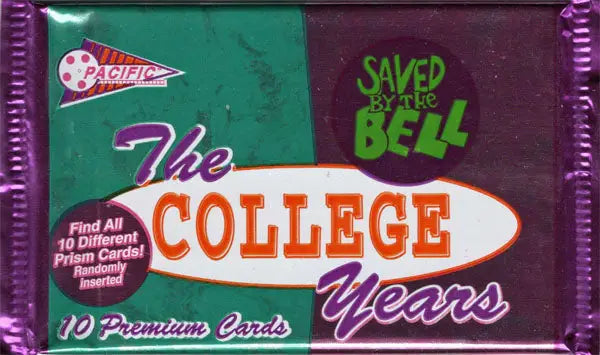 PACIFIC
SAVED
BY THE
BELL
The
COLLEGE
Years
Find All
10 Different
Prism Cards!
Randomly
inserted
10 Premium Cards